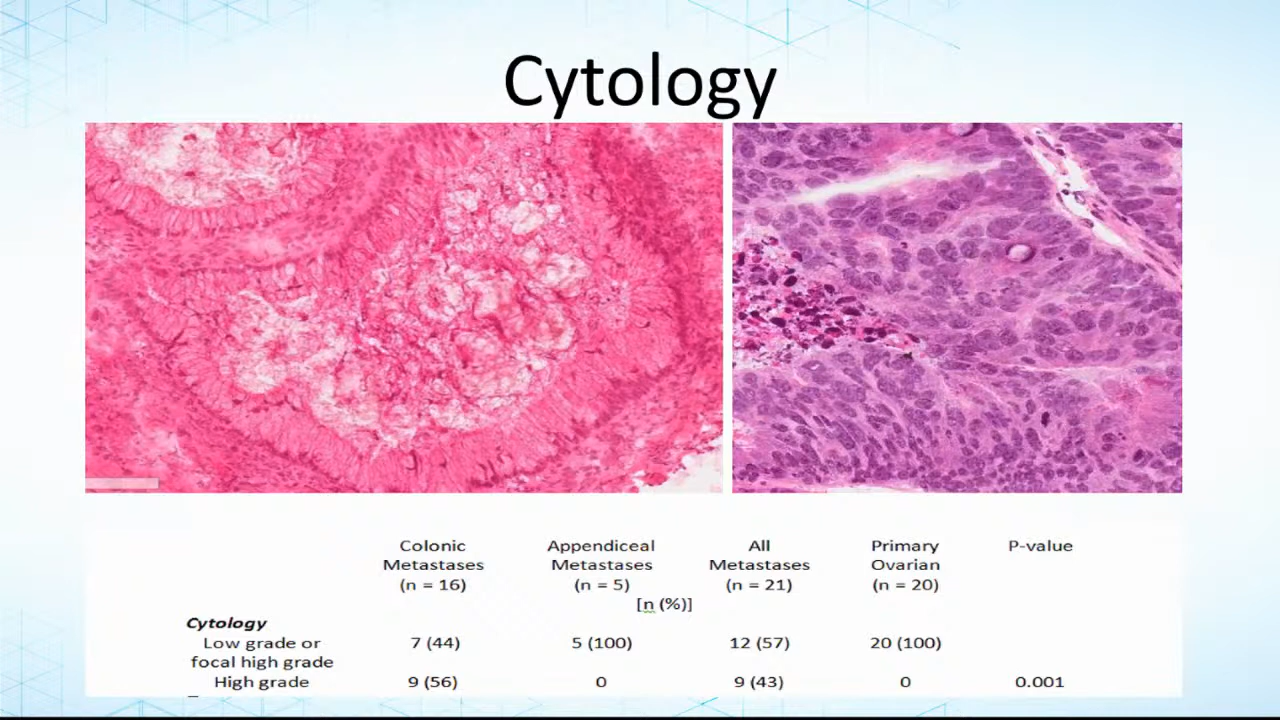 Cytology
Colonic Metastases (n = 16) Appendiceal Metastases (n = 5) All Metastases (n = 21) Primary Ovarian (n = 20) P-value
[n (%)]
Cytology
Low grade or focal high grade 7 (44) 5 (100) 12 (57) 20 (100)
High grade 9 (56) 0 9 (43) 0 0.001